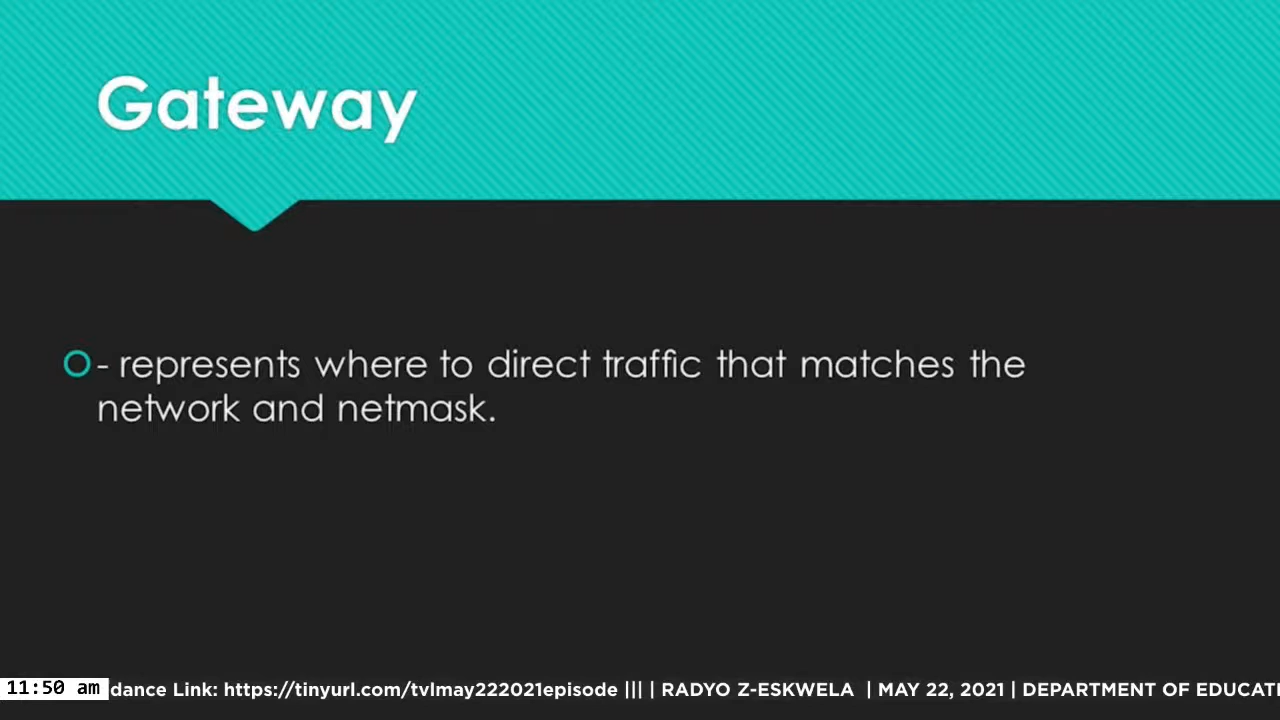 Gateway
- represents where to direct traffic that matches the
network and netmask.
11:50 am dance Link: https://tinyurl.com/tvlmay222021episode ||| | RADYO Z-ESKWELA | MAY 22, 2021 | DEPARTMENT OF EDUCATI